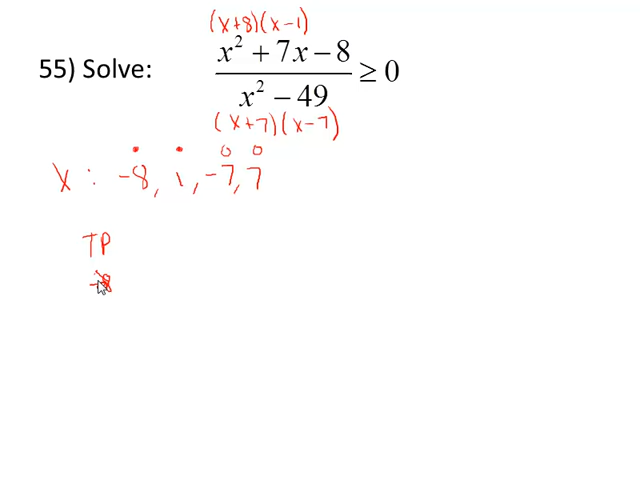 (x+8)(x-1)
55) Solve: (x² + 7x - 8)/(x² - 49) ≥ 0
(x+7)(x-7)
x : -8, 1, -7, 7
TP